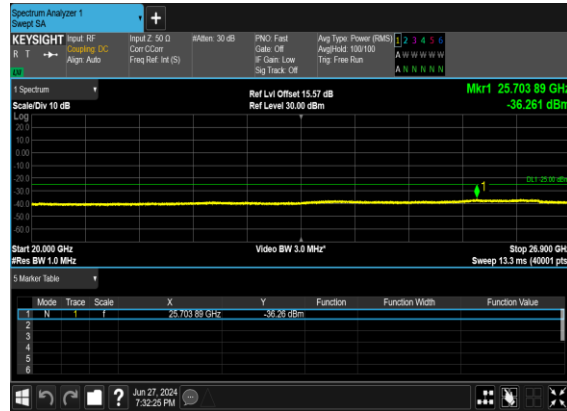 Spectrum Analyzer 1
Swept SA
+
KEYSIGHT Input: RF Input Z: 50 Ω #Atten: 30 dB PNO: Fast Avg Type: Power (RMS) 1 2 3 4 5 6
R T Coupling: DC Corr CCorr Gate: Off Avg|Hold: 100/100 A W W W W W
Align: Auto Freq Ref: Int (S) IF Gain: Low Trig: Free Run
Sig Track: Off A N N N N N
1 Spectrum Ref Lvl Offset 15.57 dB Mkr1 25.703 89 GHz
Scale/Div 10 dB Ref Level 30.00 dBm -36.261 dBm
Log
20.0
10.0
0.00
-10.0
-20.0
DL1 -25.00 dBm
1
-30.0
-40.0
-50.0
-60.0
Start 20.000 GHz Video BW 3.0 MHz* Stop 26.900 GHz
#Res BW 1.0 MHz Sweep 13.3 ms (40001 pts
5 Marker Table
Mode Trace Scale X Y Function Function Width Function Value
1 N 1 f 25.703 89 GHz -36.26 dBm
2
3
4
5
6
? Jun 27, 2024
7:32:25 PM